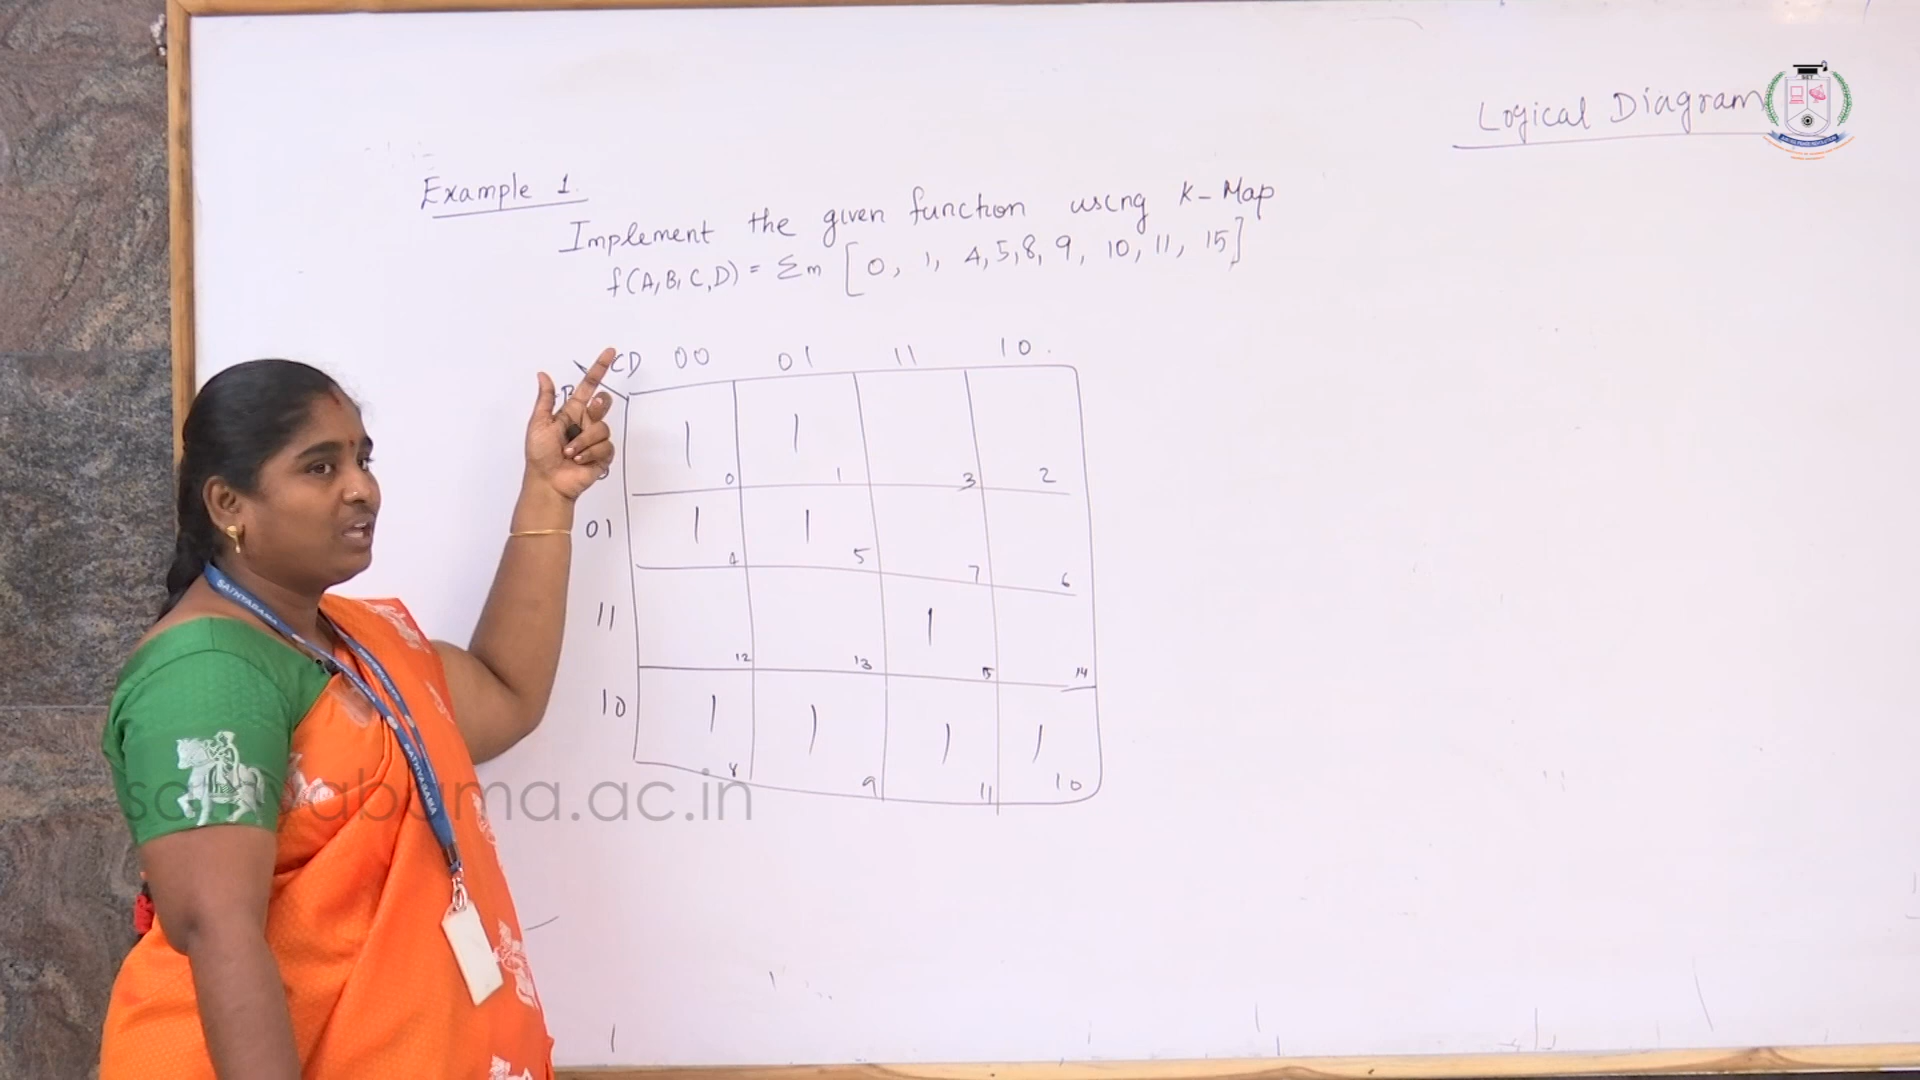 Logical Diagram
Example 1.
Implement the given function using K-Map
f(A,B,C,D) = Σm [0, 1, 4,5,8,9, 10, 11, 15]
CD 00 01 11 10
B
1 1
0 1 3 2
01 1 1
4 5 7 6
11 1
12 13 15 14
10 1 1 1 1
8 9 11 10
SATHYABAMA
SATHYABAMA
sathyabama.ac.in